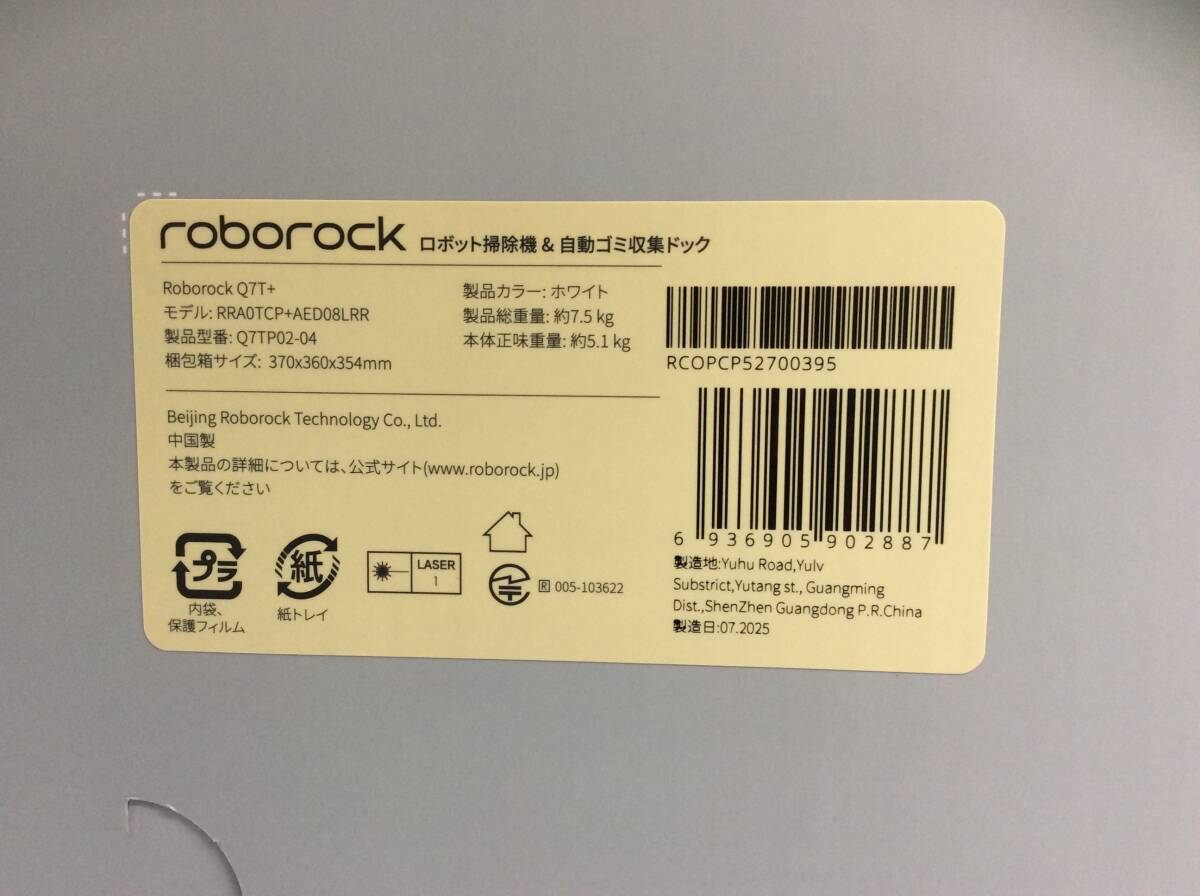 roborock ロボット掃除機 & 自動ゴミ収集ドック
Roborock Q7T+
モデル: RRA0TCP+AED08LRR
製品型番: Q7TP02-04
梱包箱サイズ: 370x360x354mm
製品カラー: ホワイト
製品総重量: 約7.5 kg
本体正味重量: 約5.1 kg
RCOPCP52700395
Beijing Roborock Technology Co., Ltd.
中国製
本製品の詳細については、公式サイト(www.roborock.jp)
をご覧ください
6 936905 902887
プラ
内袋、
保護フィルム
紙
紙トレイ
LASER
1
R 005-103622
製造地:Yuhu Road,Yulv
Substrict,Yutang st., Guangming
Dist.,ShenZhen Guangdong P.R.China
製造日:07.2025